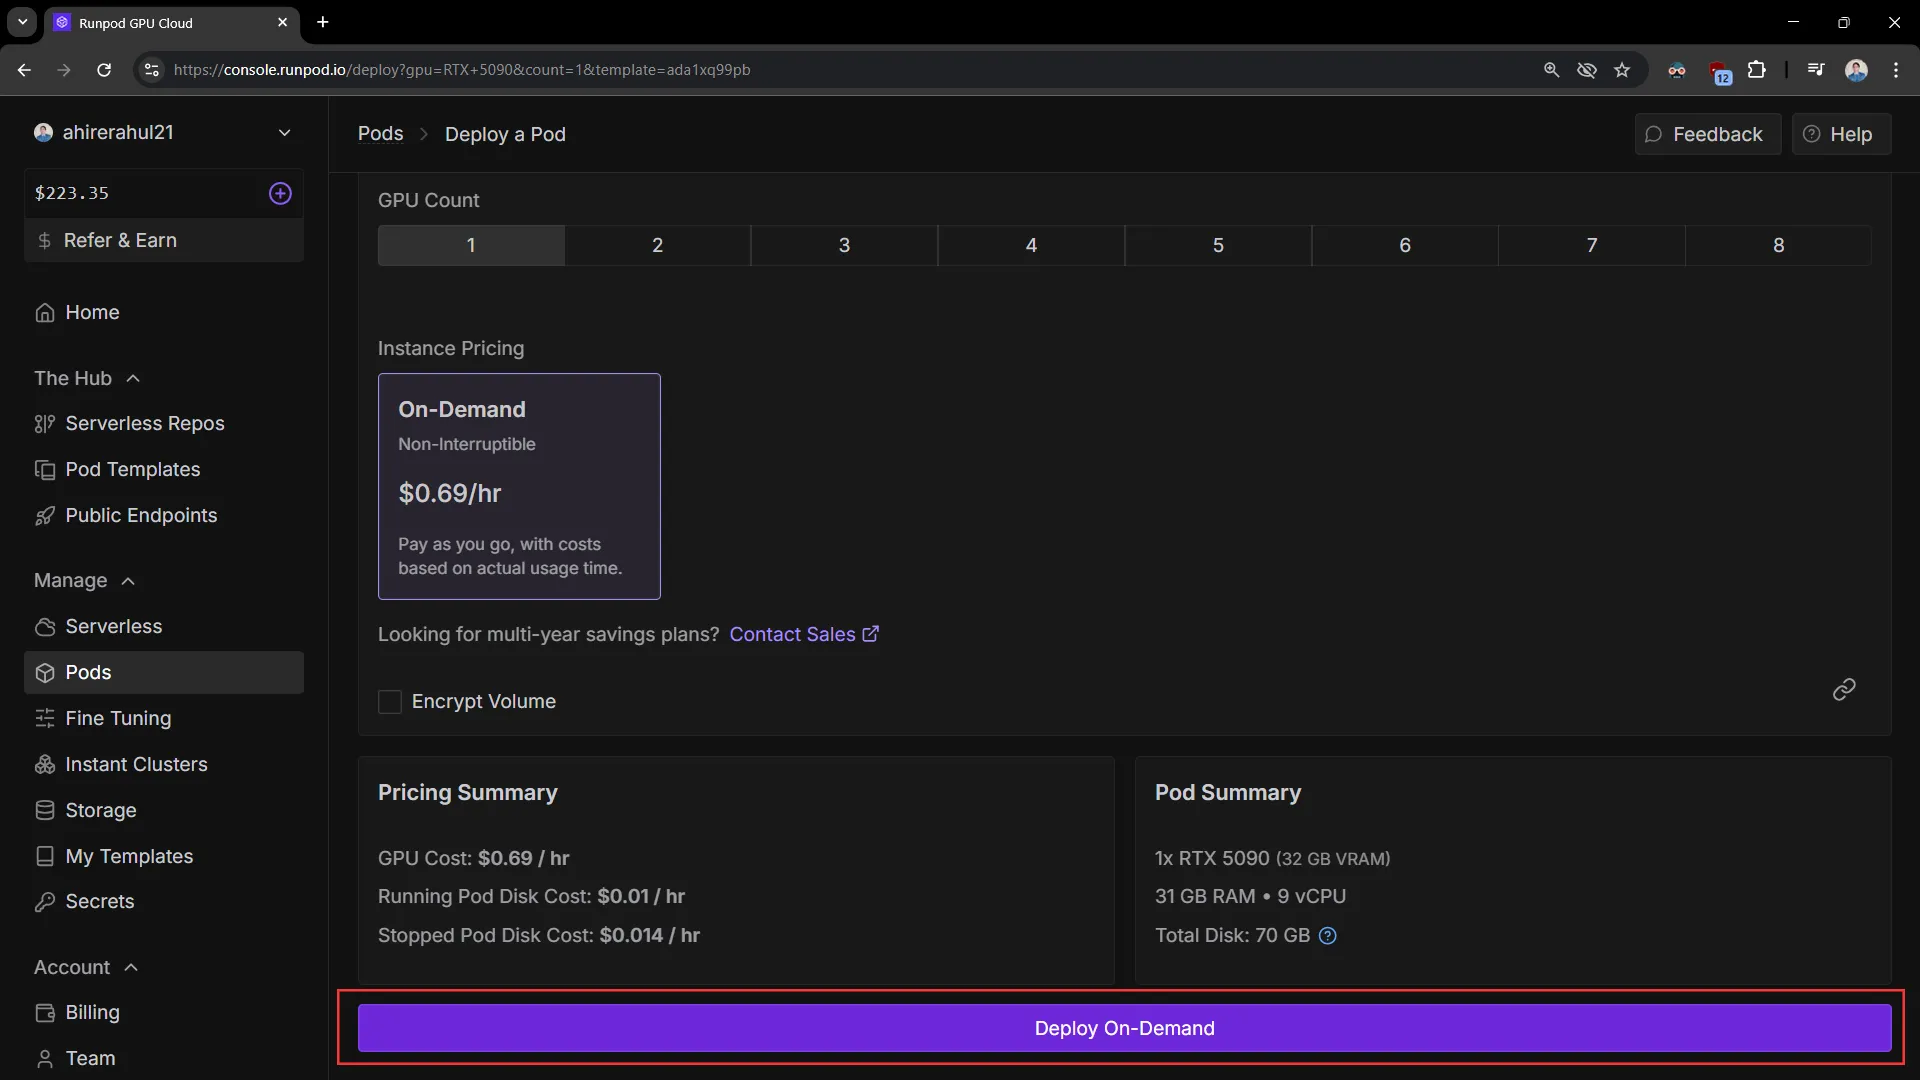 Runpod GPU Cloud
https://console.runpod.io/deploy?gpu=RTX+5090&count=1&template=ada1xq99pb
12
ahirerahul21
$223.35
Refer & Earn
Home
The Hub
Serverless Repos
Pod Templates
Public Endpoints
Manage
Serverless
Pods
Fine Tuning
Instant Clusters
Storage
My Templates
Secrets
Account
Billing
Team
Pods > Deploy a Pod
Feedback
Help
GPU Count
1 2 3 4 5 6 7 8
Instance Pricing
On-Demand
Non-Interruptible
$0.69/hr
Pay as you go, with costs
based on actual usage time.
Looking for multi-year savings plans? Contact Sales
Encrypt Volume
Pricing Summary
GPU Cost: $0.69 / hr
Running Pod Disk Cost: $0.01 / hr
Stopped Pod Disk Cost: $0.014 / hr
Pod Summary
1x RTX 5090 (32 GB VRAM)
31 GB RAM • 9 vCPU
Total Disk: 70 GB
Deploy On-Demand